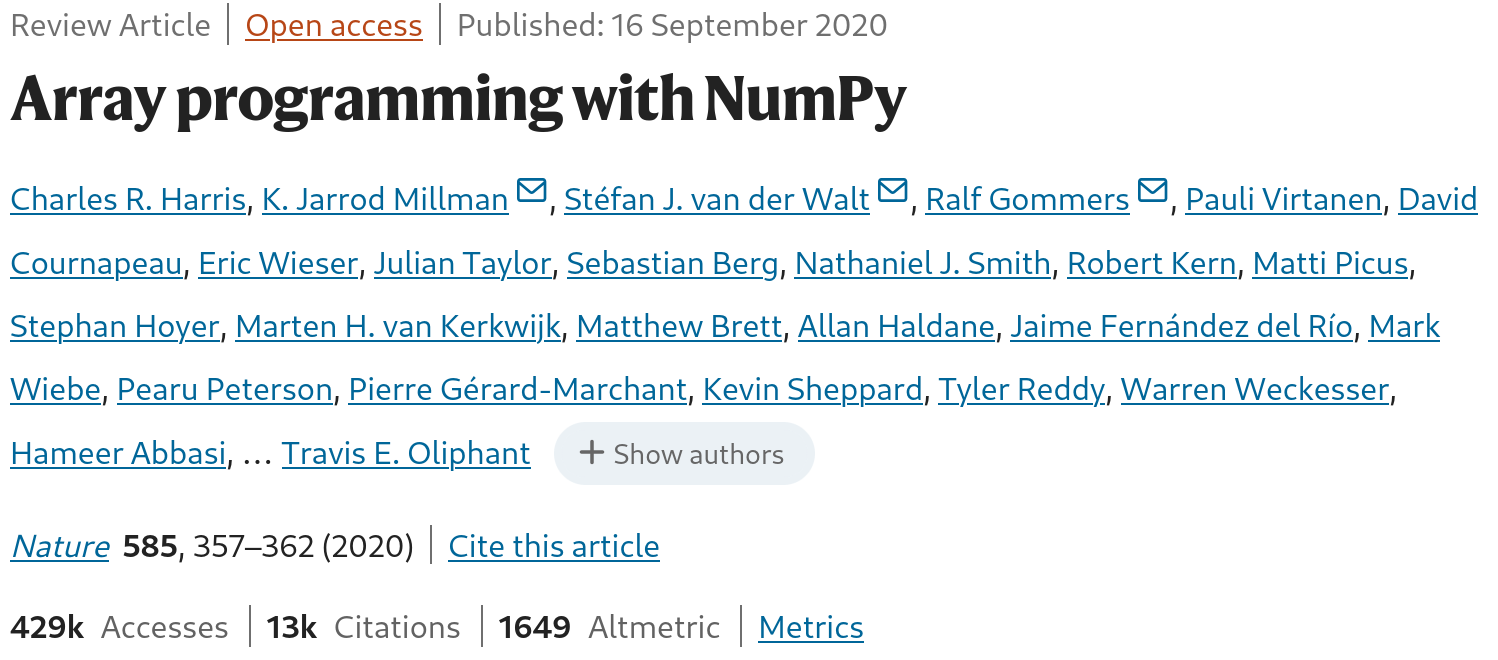 Review Article | Open access | Published: 16 September 2020
Array programming with NumPy
Charles R. Harris, K. Jarrod Millman, Stéfan J. van der Walt, Ralf Gommers, Pauli Virtanen, David
Cournapeau, Eric Wieser, Julian Taylor, Sebastian Berg, Nathaniel J. Smith, Robert Kern, Matti Picus,
Stephan Hoyer, Marten H. van Kerkwijk, Matthew Brett, Allan Haldane, Jaime Fernández del Río, Mark
Wiebe, Pearu Peterson, Pierre Gérard-Marchant, Kevin Sheppard, Tyler Reddy, Warren Weckesser,
Hameer Abbasi, … Travis E. Oliphant + Show authors
Nature 585, 357–362 (2020) | Cite this article
429k Accesses | 13k Citations | 1649 Altmetric | Metrics